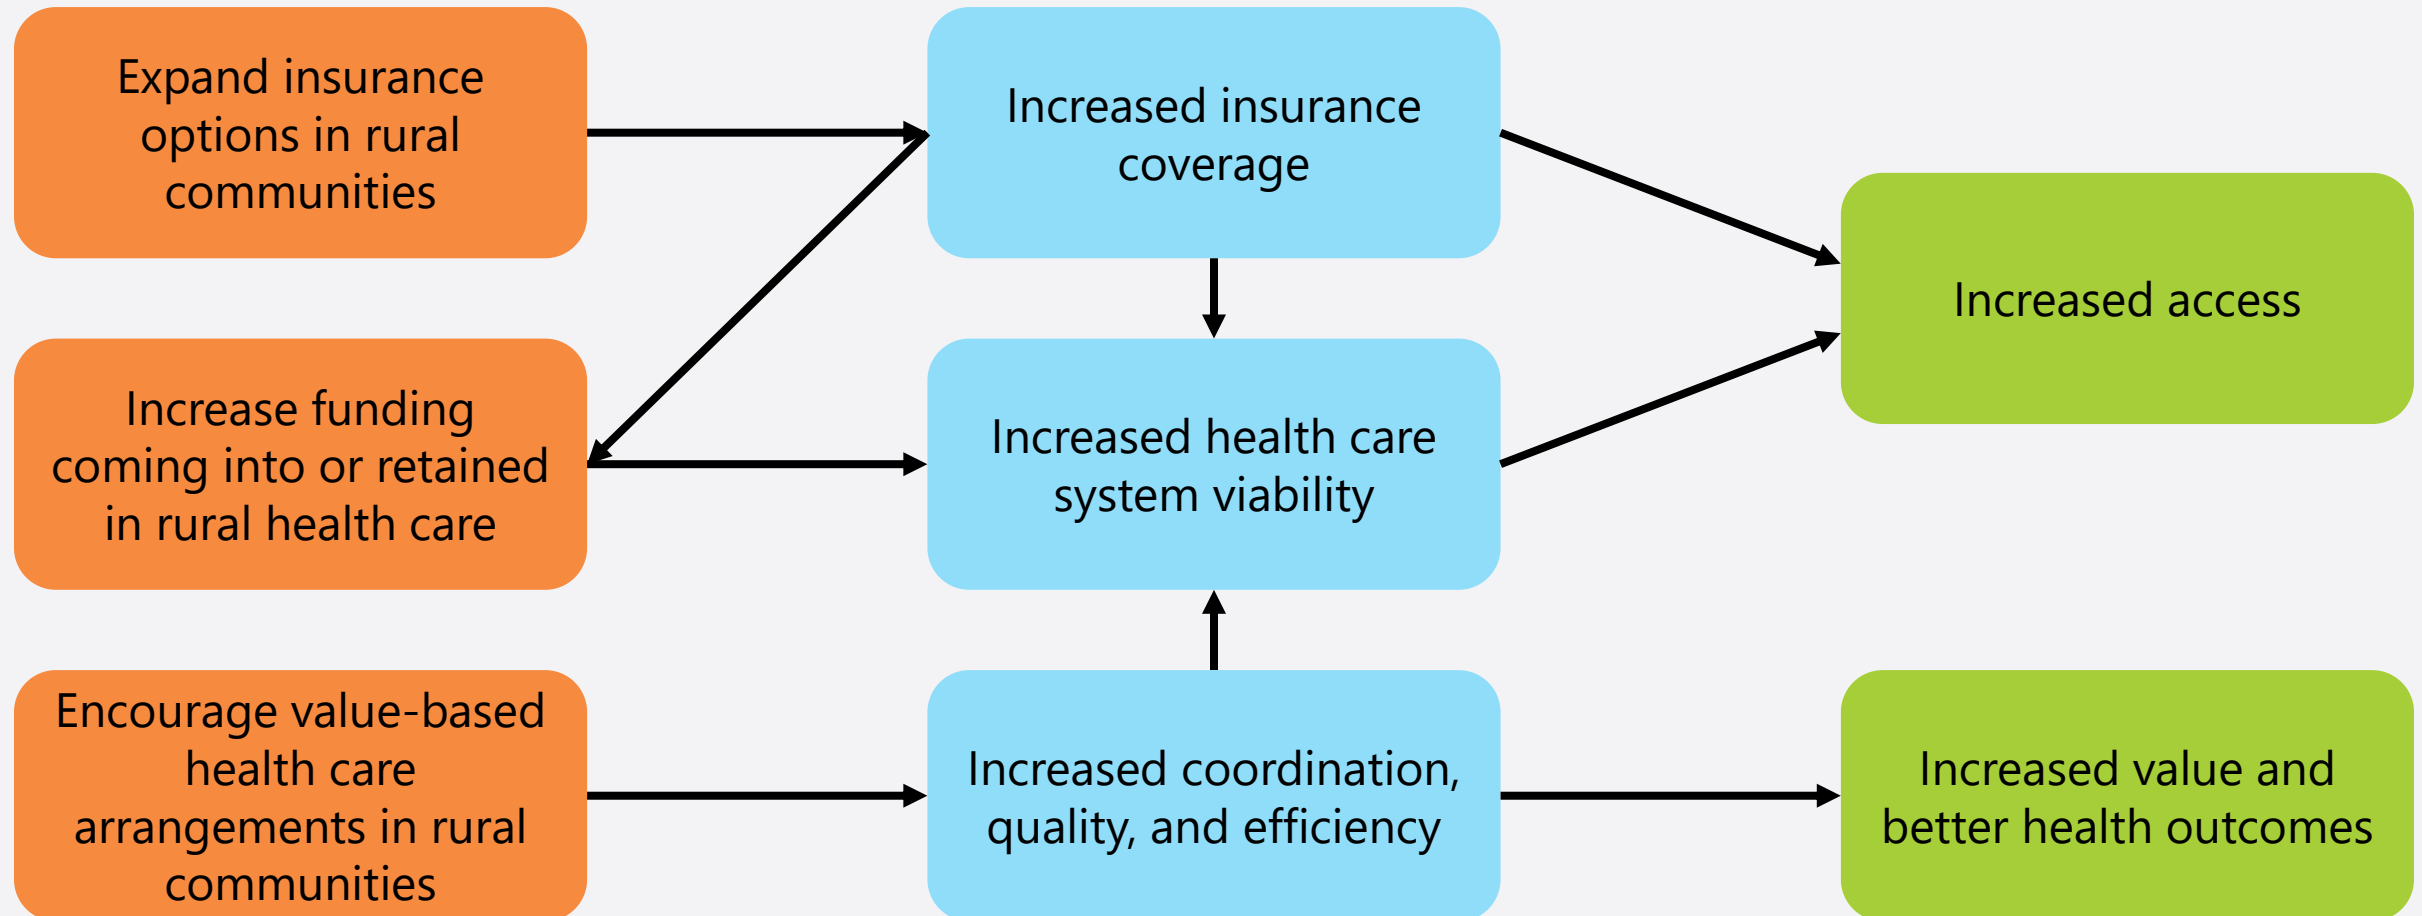 Expand insurance
options in rural
communities
Increased insurance
coverage
Increased access
Increase funding
coming into or retained
in rural health care
Increased health care
system viability
Encourage value-based
health care
arrangements in rural
communities
Increased coordination,
quality, and efficiency
Increased value and
better health outcomes